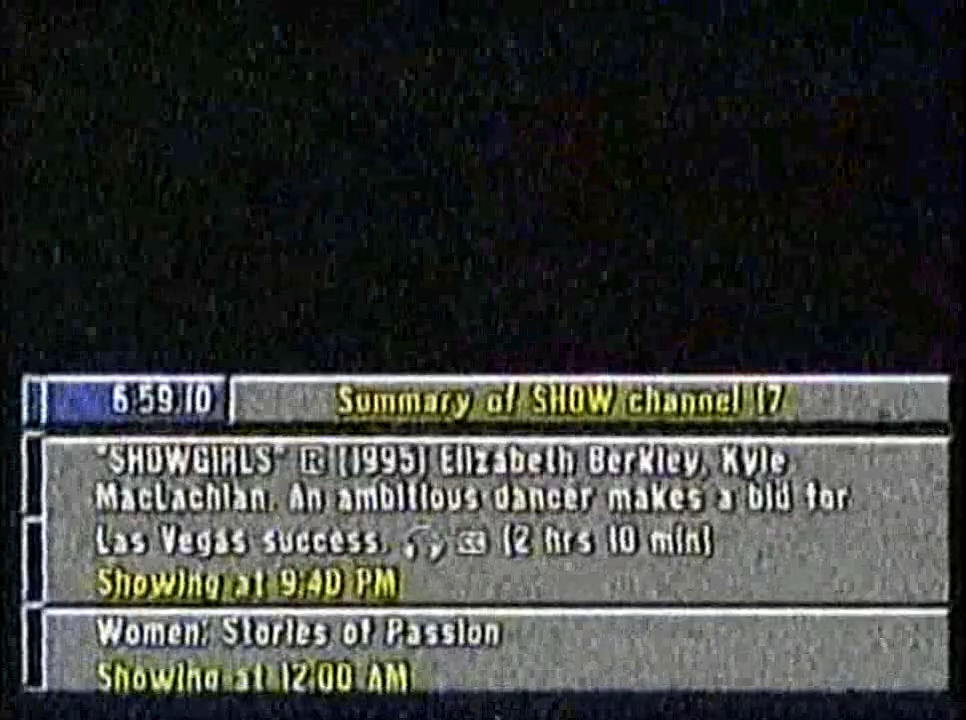 6:59:10 Summary of SHOW channel 17
"SHOWGIRLS" R (1995) Elizabeth Berkley, Kyle
MacLachlan. An ambitious dancer makes a bid for
Las Vegas success. CC (2 hrs 10 min)
Showing at 9:40 PM
Women: Stories of Passion
Showing at 12:00 AM